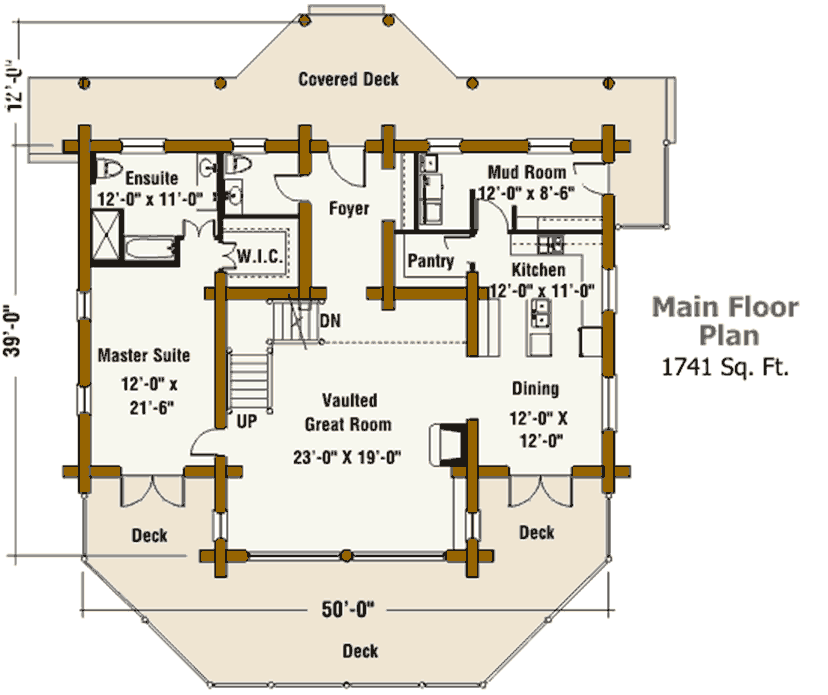 12'-0"
Covered Deck
Ensuite
12'-0" x 11'-0"
Mud Room
12'-0" x 8'-6"
Foyer
W.I.C.
Pantry
Kitchen
12'-0" x 11'-0"
39'-0"
DN
Main Floor
Plan
1741 Sq. Ft.
Master Suite
12'-0" x
21'-6"
UP
Vaulted
Great Room
23'-0" X 19'-0"
Dining
12'-0" X
12'-0"
Deck
Deck
50'-0"
Deck